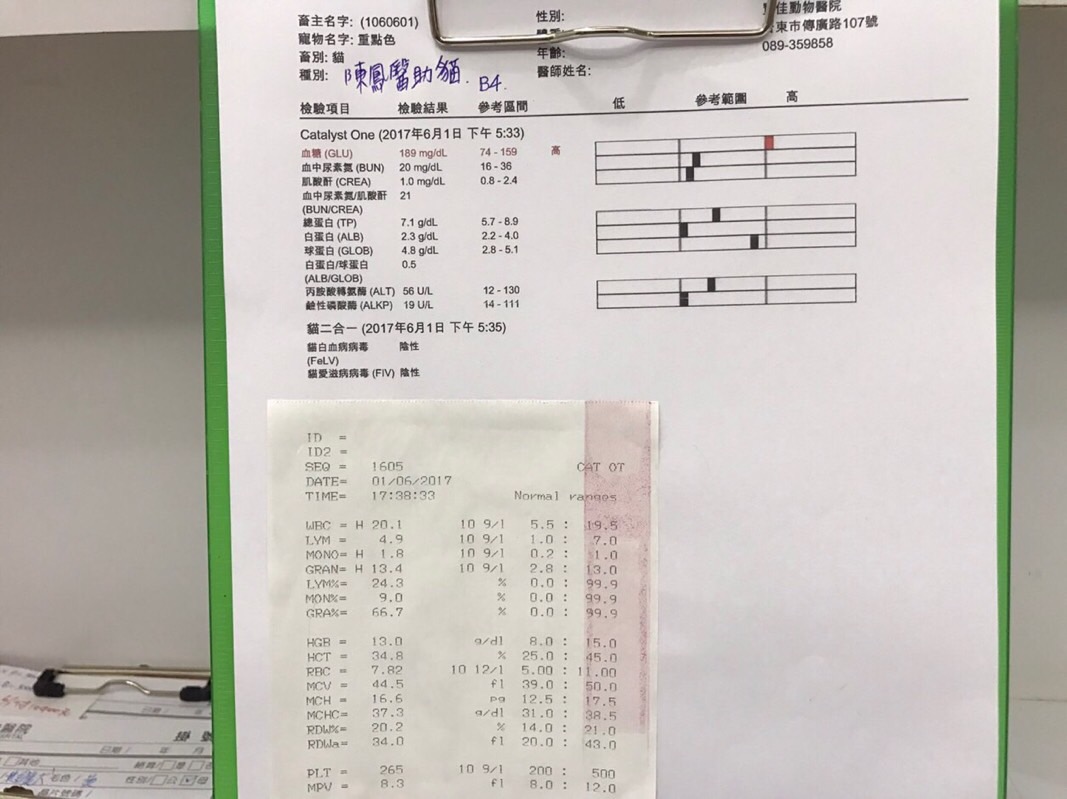 畜主名字: (1060601)
寵物名字: 重點色
畜別: 貓
種別: 陳鳳醫助貓. B4.
性別:
年齡:
醫師姓名:
佳動物醫院
東市傳廣路107號
089-359858
檢驗項目 檢驗結果 參考區間 低 參考範圍 高
Catalyst One (2017年6月1日 下午 5:33)
血糖 (GLU) 189 mg/dL 74 - 159 高
血中尿素氮 (BUN) 20 mg/dL 16 - 36
肌酸酐 (CREA) 1.0 mg/dL 0.8 - 2.4
血中尿素氮/肌酸酐 21
(BUN/CREA)
總蛋白 (TP) 7.1 g/dL 5.7 - 8.9
白蛋白 (ALB) 2.3 g/dL 2.2 - 4.0
球蛋白 (GLOB) 4.8 g/dL 2.8 - 5.1
白蛋白/球蛋白 0.5
(ALB/GLOB)
丙胺酸轉氨酶 (ALT) 56 U/L 12 - 130
鹼性磷酸酶 (ALKP) 19 U/L 14 - 111
貓二合一 (2017年6月1日 下午 5:35)
貓白血病病毒 陰性
(FeLV)
貓愛滋病病毒 (FIV) 陰性
ID =
ID2 =
SEQ = 1605 CAT OT
DATE= 01/06/2017
TIME= 17:38:33 Normal ranges
WBC = H 20.1 10 9/l 5.5 : 19.5
LYM = 4.9 10 9/l 1.0 : 7.0
MONO= H 1.8 10 9/l 0.2 : 1.0
GRAN= H 13.4 10 9/l 2.8 : 13.0
LYM%= 24.3 % 0.0 : 99.9
MON%= 9.0 % 0.0 : 99.9
GRA%= 66.7 % 0.0 : 99.9
HGB = 13.0 g/dl 8.0 : 15.0
HCT = 34.8 % 25.0 : 45.0
RBC = 7.82 10 12/l 5.00 : 11.00
MCV = 44.5 fl 39.0 : 50.0
MCH = 16.6 pg 12.5 : 17.5
MCHC= 37.3 g/dl 31.0 : 38.5
RDW%= 20.2 % 14.0 : 21.0
RDWa= 34.0 fl 20.0 : 43.0
PLT = 265 10 9/l 200 : 500
MPV = 8.3 fl 8.0 : 12.0
醫院 掛號
日期 / 年 月
其他
性別/ 公 母